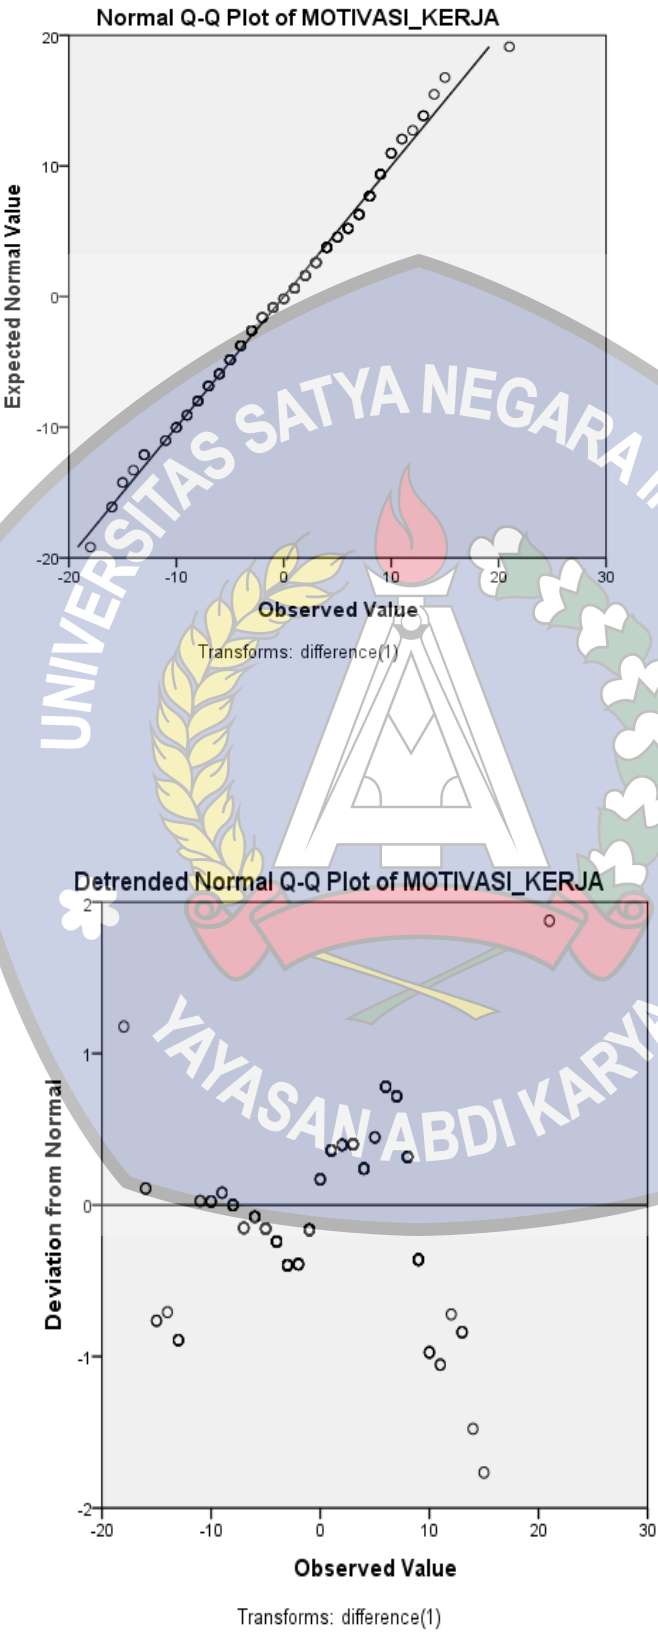 Normal Q-Q Plot of MOTIVASI_KERJA
Expected Normal Value
20
10
0
-10
-20
-20 -10 0 10 20 30
Observed Value
Transforms: difference(1)
UNIVERSITAS SATYA NEGARA
Detrended Normal Q-Q Plot of MOTIVASI_KERJA
Deviation from Normal
2
1
0
-1
-2
-20 -10 0 10 20 30
Observed Value
Transforms: difference(1)
YAYASAN ABDI KARYA